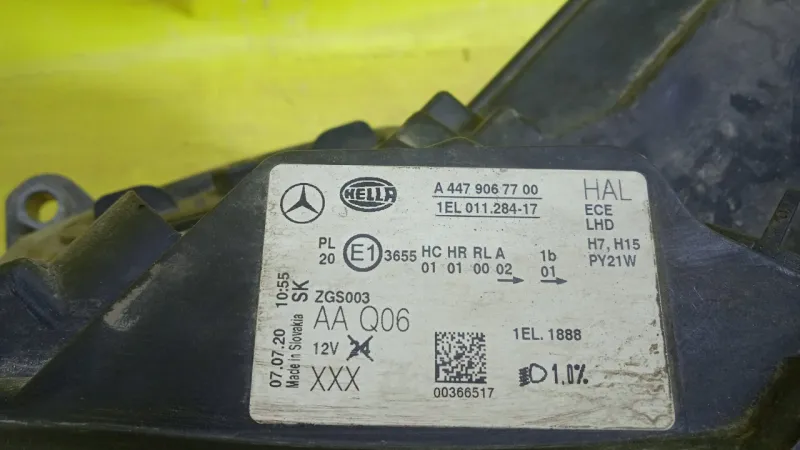 HELLA
A 447 906 77 00
1EL 011.284-17
HAL
ECE
LHD
H7, H15
PY21W
PL
20
E1
3655
HC HR RL A
01 01 00 02
1b
01
07.07.20 10:55
Made in Slovakia
SK
ZGS003
AA Q06
12V
XXX
00366517
1EL.1888
1.0%